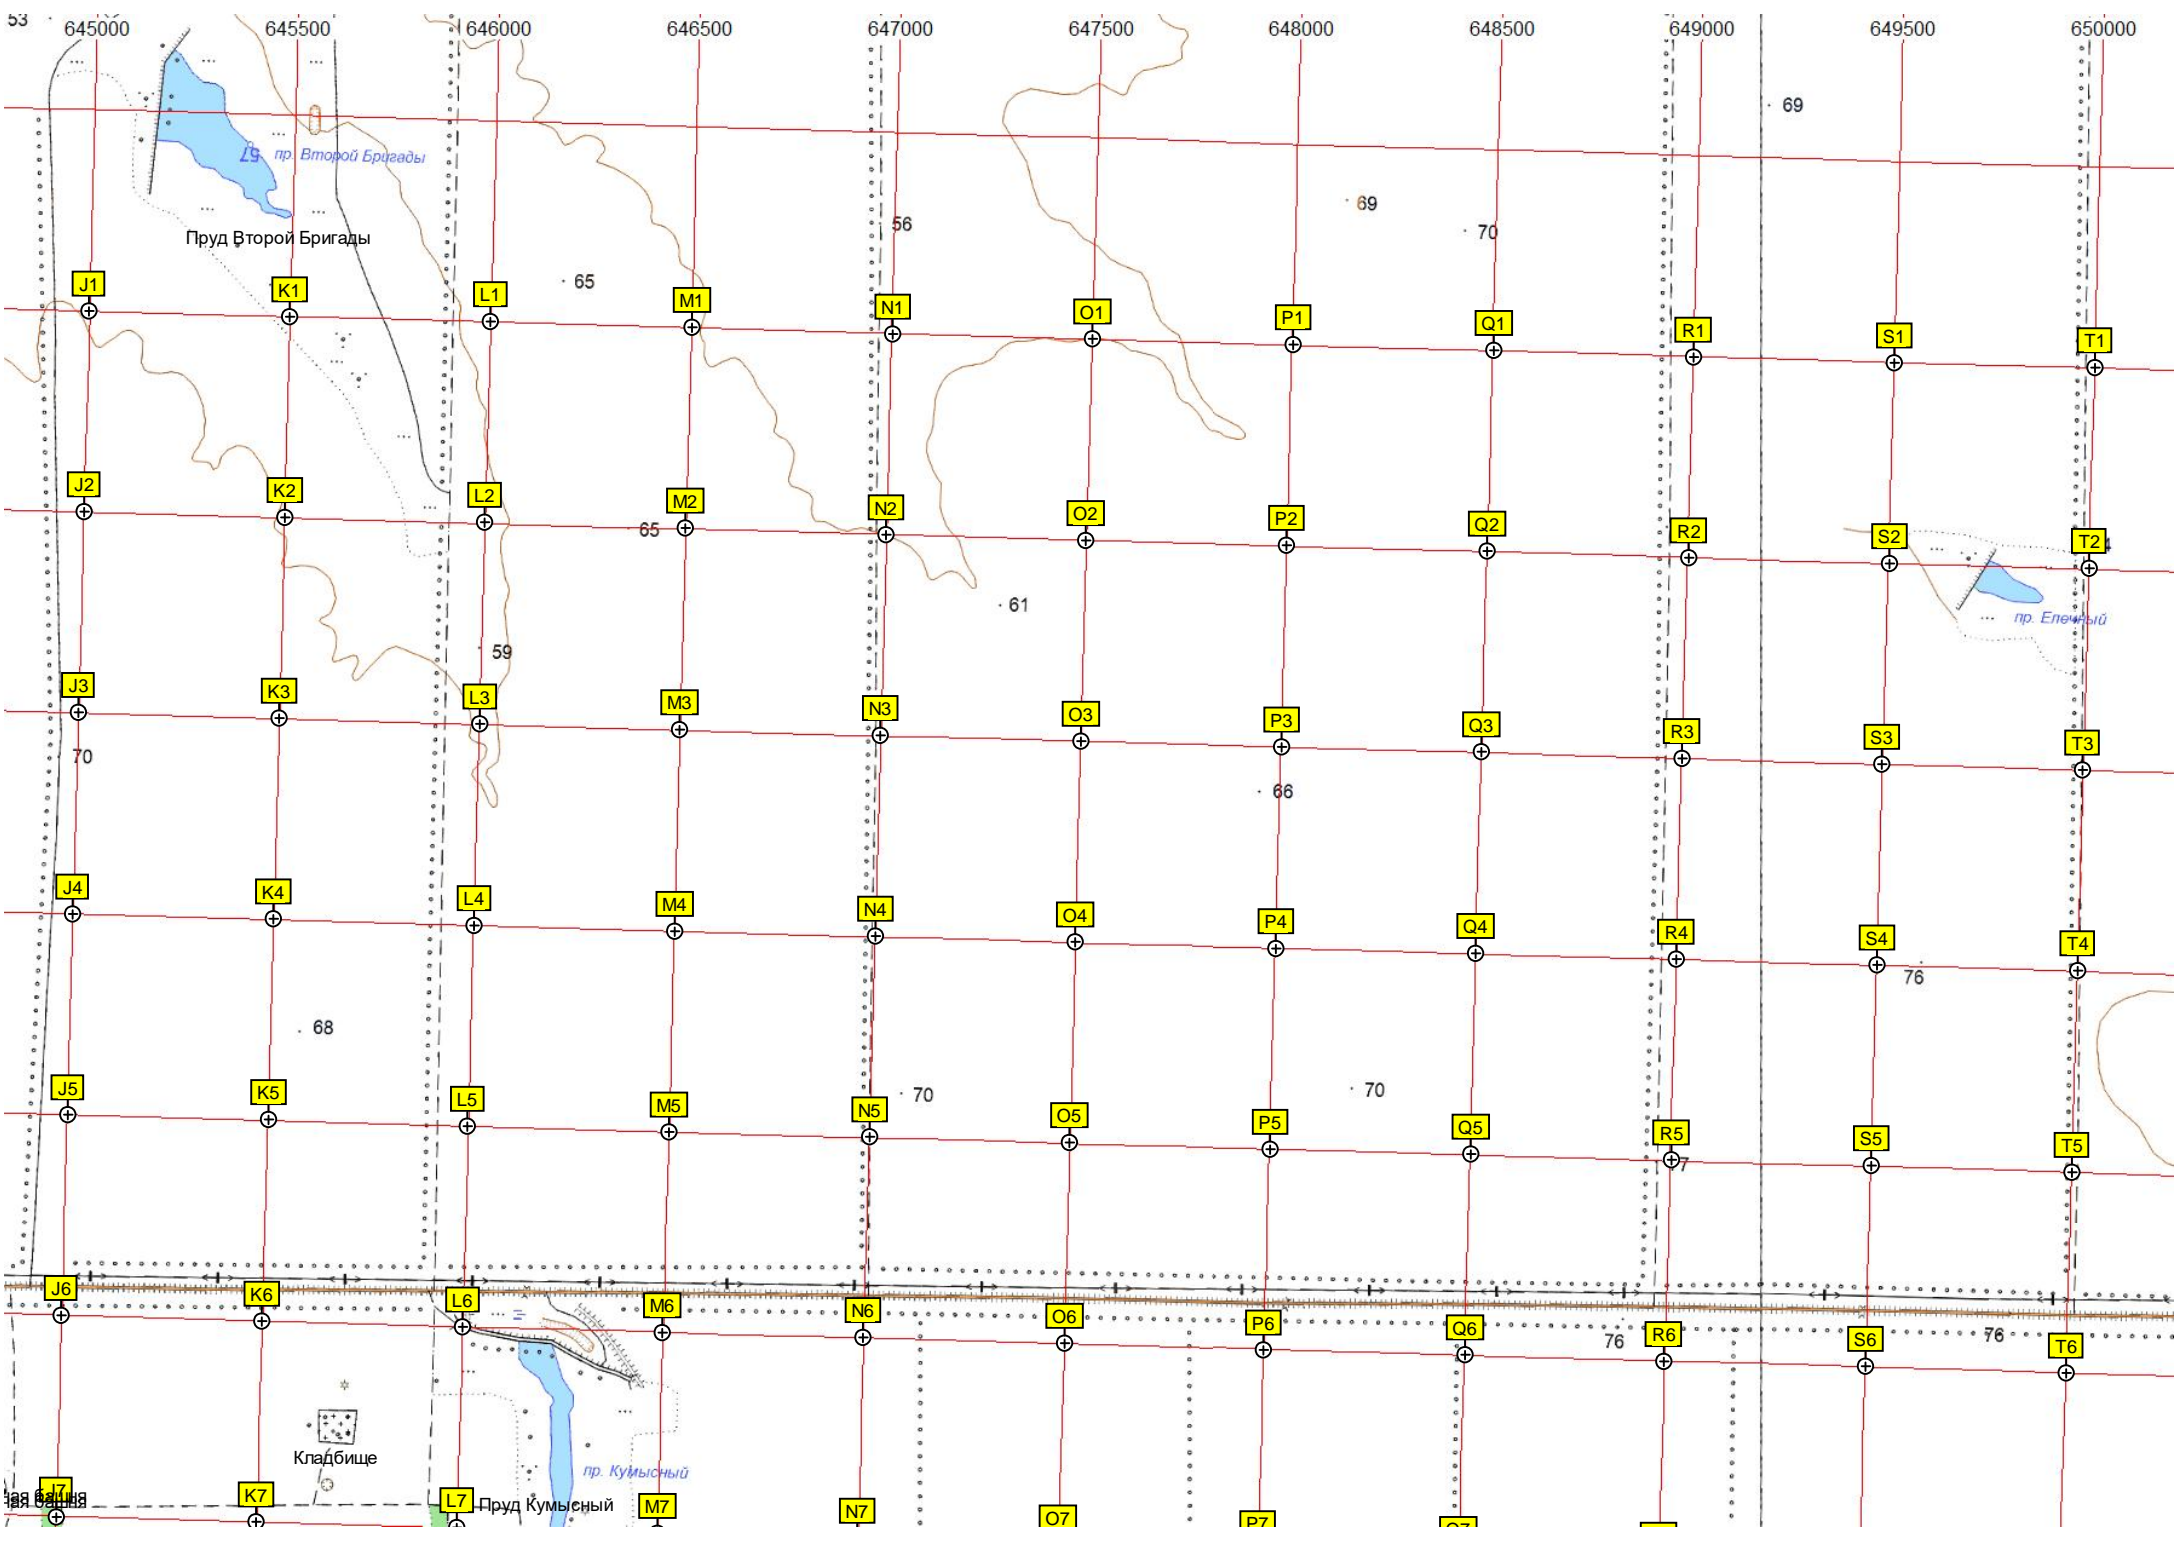 53
645000 645500 646000 646500 647000 647500 648000 648500 649000 649500 650000
69
57 пр. Второй Бригады
69
56
70
Пруд Второй Бригады
65
J1 K1 L1 M1 N1 O1 P1 Q1 R1 S1 T1
J2 K2 L2 M2 N2 O2 P2 Q2 R2 S2 T2
65
61
пр. Елечный
59
J3 K3 L3 M3 N3 O3 P3 Q3 R3 S3 T3
70
66
J4 K4 L4 M4 N4 O4 P4 Q4 R4 S4 T4
76
68
70
70
J5 K5 L5 M5 N5 O5 P5 Q5 R5 S5 T5
J6 K6 L6 M6 N6 O6 P6 Q6 R6 S6 T6
76
76
Кладбище
пр. Кумысный
J7 K7 L7 Пруд Кумысный M7 N7 O7 P7
башня